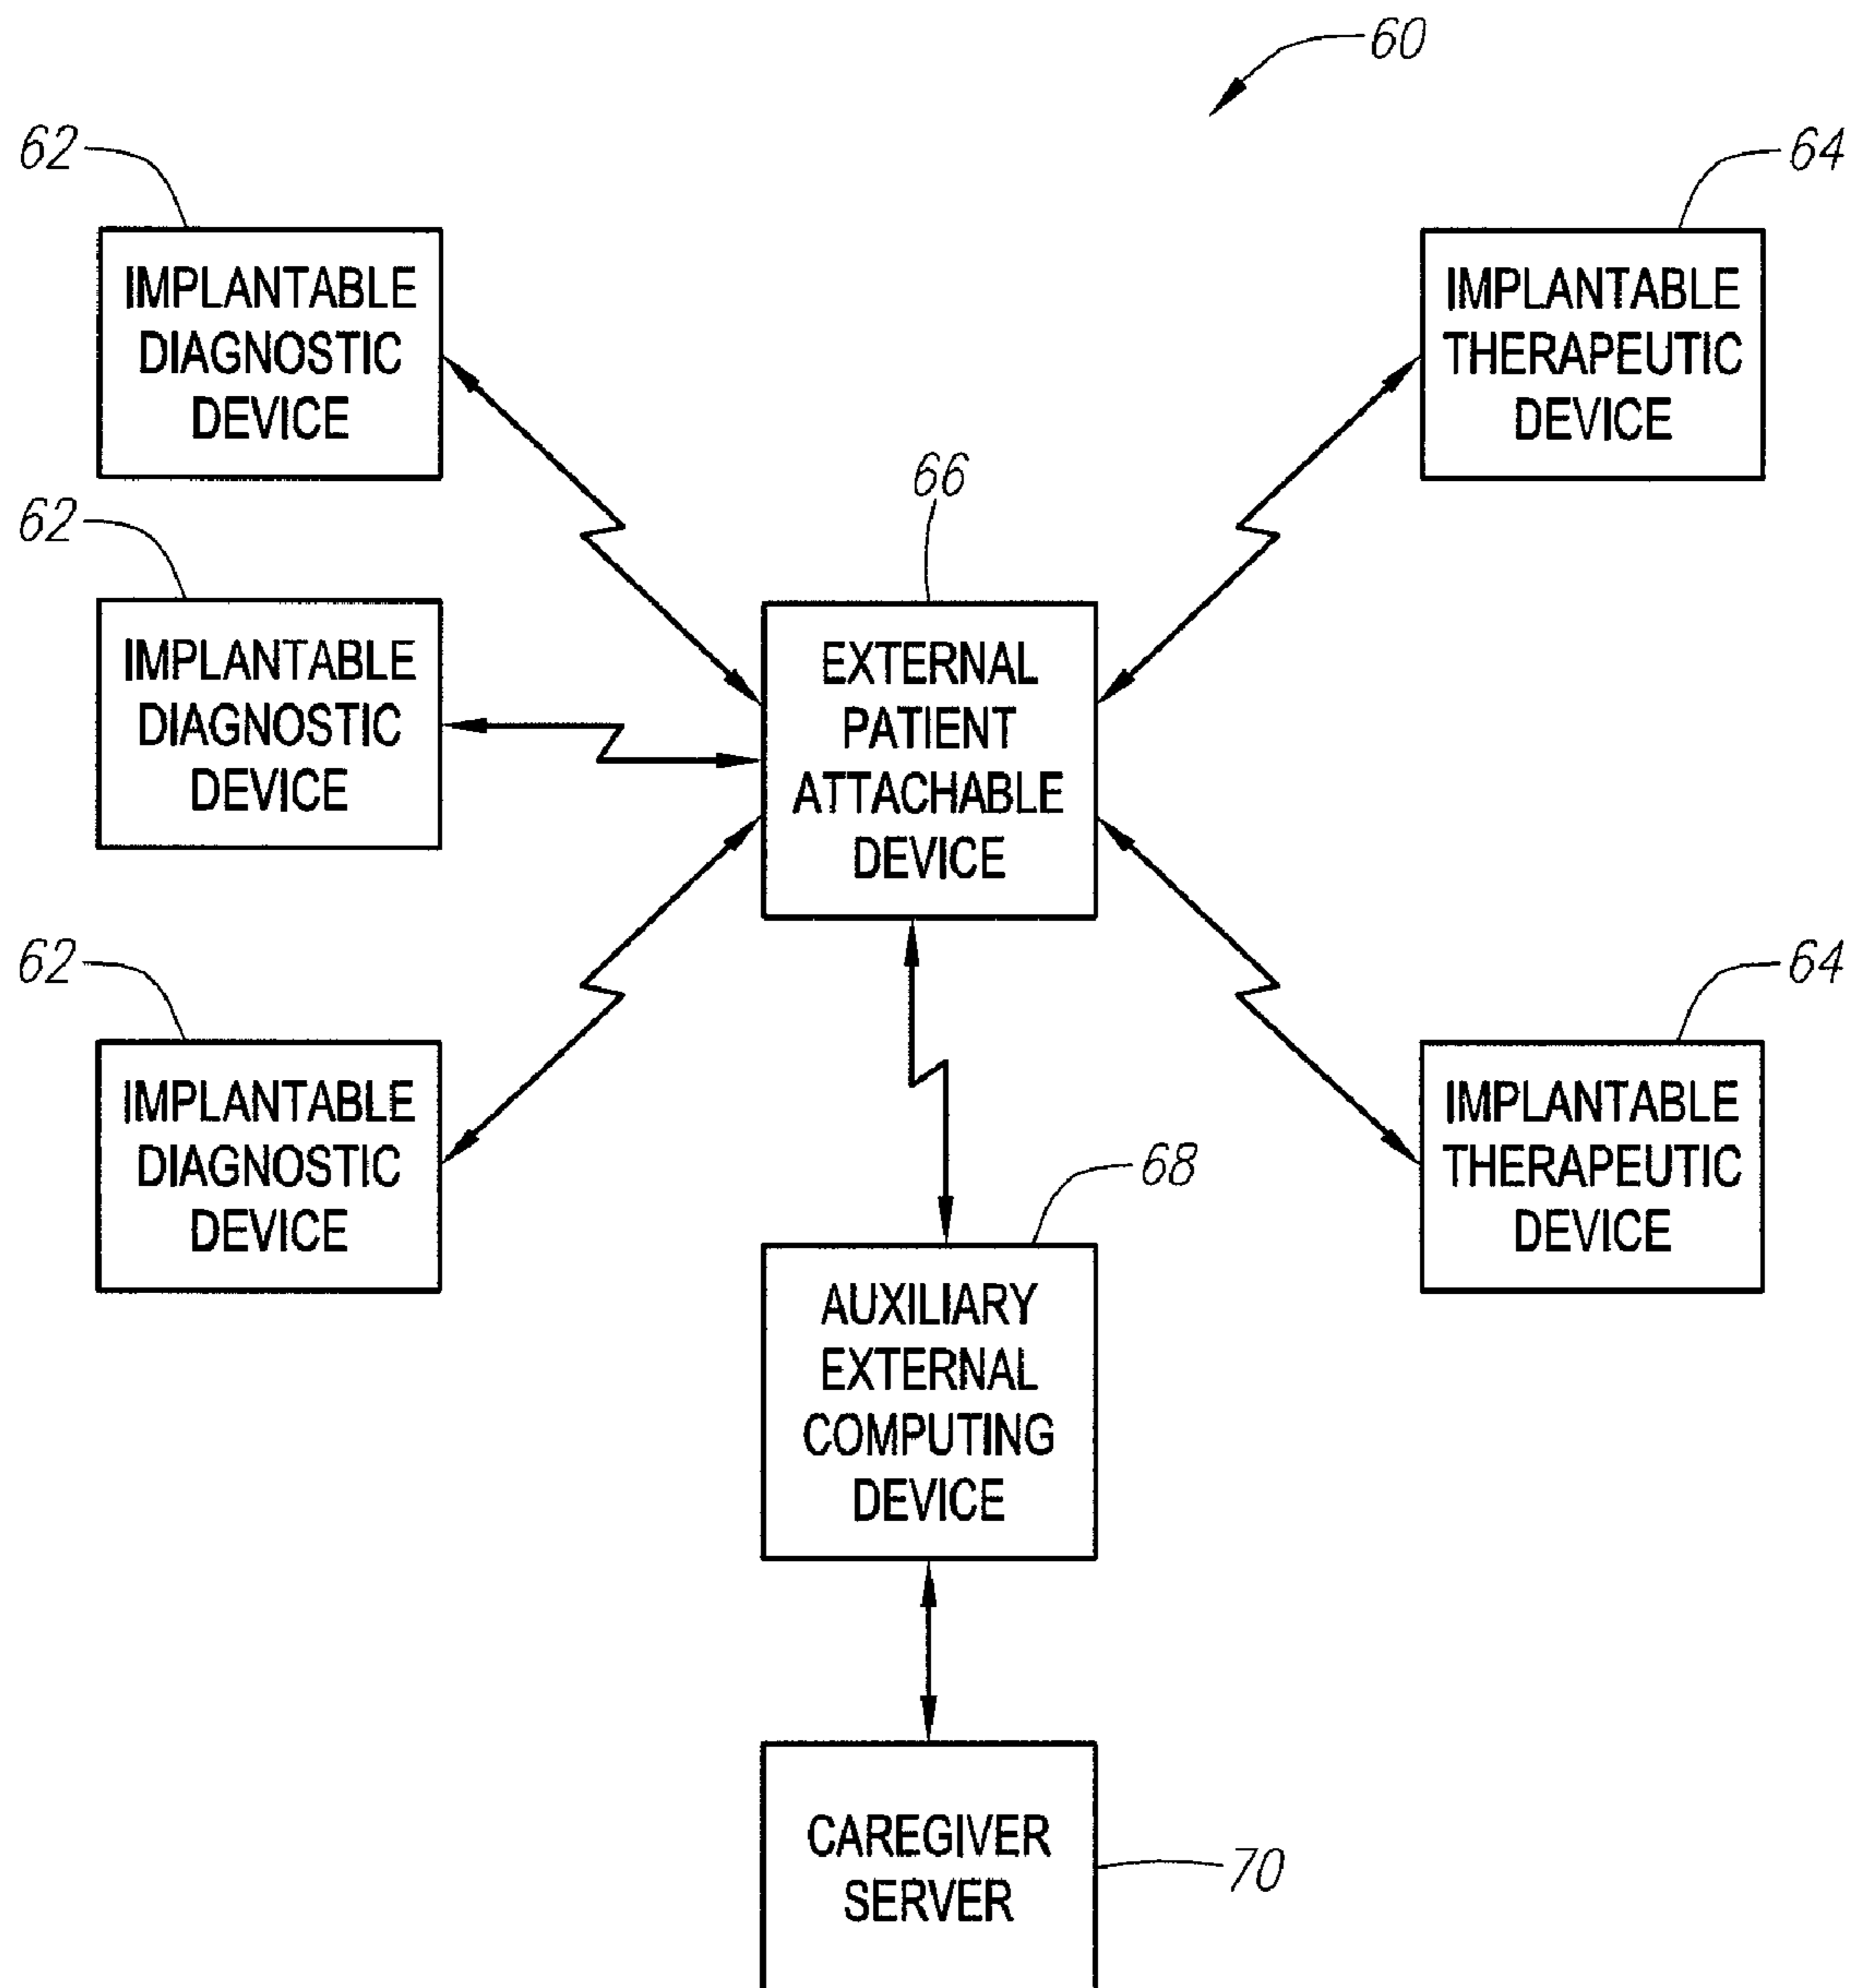 60
62
64
IMPLANTABLE
DIAGNOSTIC
DEVICE
IMPLANTABLE
THERAPEUTIC
DEVICE
62
66
IMPLANTABLE
DIAGNOSTIC
DEVICE
EXTERNAL
PATIENT
ATTACHABLE
DEVICE
62
64
IMPLANTABLE
DIAGNOSTIC
DEVICE
IMPLANTABLE
THERAPEUTIC
DEVICE
68
AUXILIARY
EXTERNAL
COMPUTING
DEVICE
CAREGIVER
SERVER
70